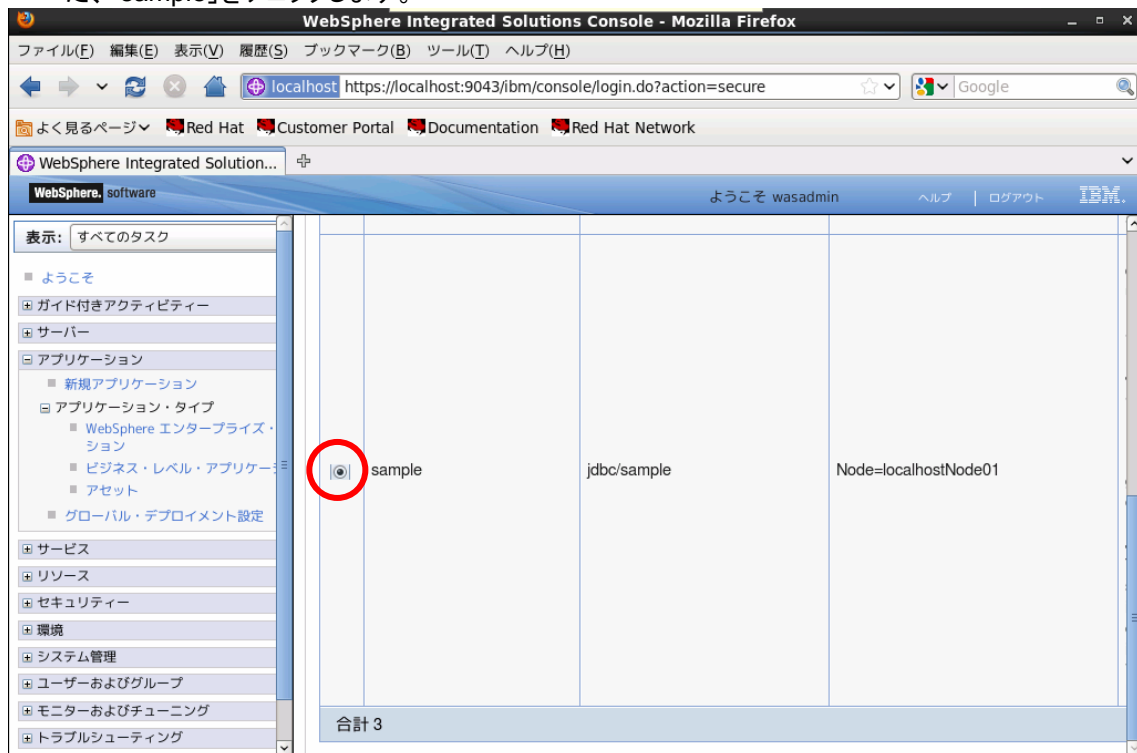 WebSphere Integrated Solutions Console - Mozilla Firefox
ファイル(F) 編集(E) 表示(V) 履歴(S) ブックマーク(B) ツール(T) ヘルプ(H)
localhost https://localhost:9043/ibm/console/login.do?action=secure Google
よく見るページ Red Hat Customer Portal Documentation Red Hat Network
WebSphere Integrated Solution...
WebSphere. software ようこそ wasadmin ヘルプ | ログアウト IBM.
表示: すべてのタスク
ようこそ
ガイド付きアクティビティー
サーバー
アプリケーション
新規アプリケーション
アプリケーション・タイプ
WebSphere エンタープライズ・
ション
ビジネス・レベル・アプリケー
アセット
グローバル・デプロイメント設定
サービス
リソース
セキュリティー
環境
システム管理
ユーザーおよびグループ
モニターおよびチューニング
トラブルシューティング
sample jdbc/sample Node=localhostNode01
合計 3